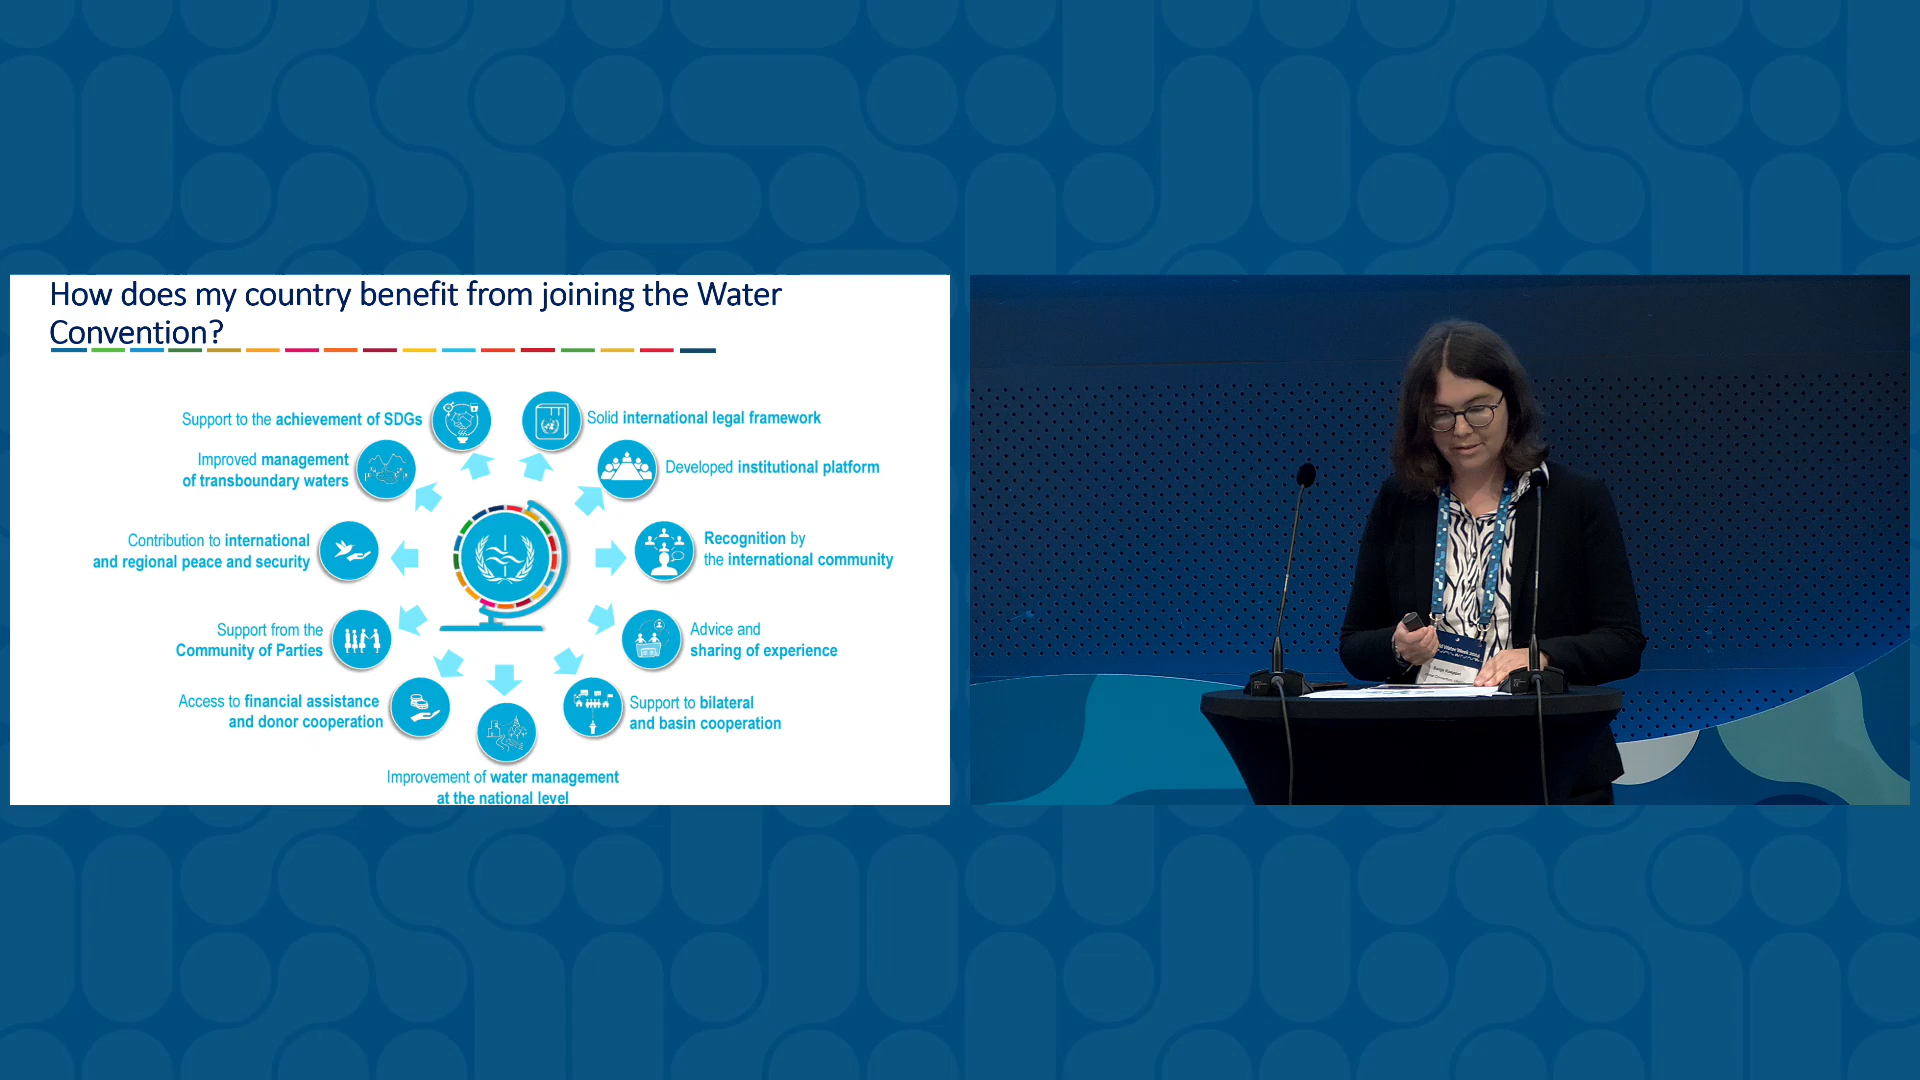 How does my country benefit from joining the Water
Convention?
Support to the achievement of SDGs
Solid international legal framework
Improved management
of transboundary waters
Developed institutional platform
Contribution to international
and regional peace and security
Recognition by
the international community
Support from the
Community of Parties
Advice and
sharing of experience
Access to financial assistance
and donor cooperation
Support to bilateral
and basin cooperation
Improvement of water management
at the national level
Water Week 2024